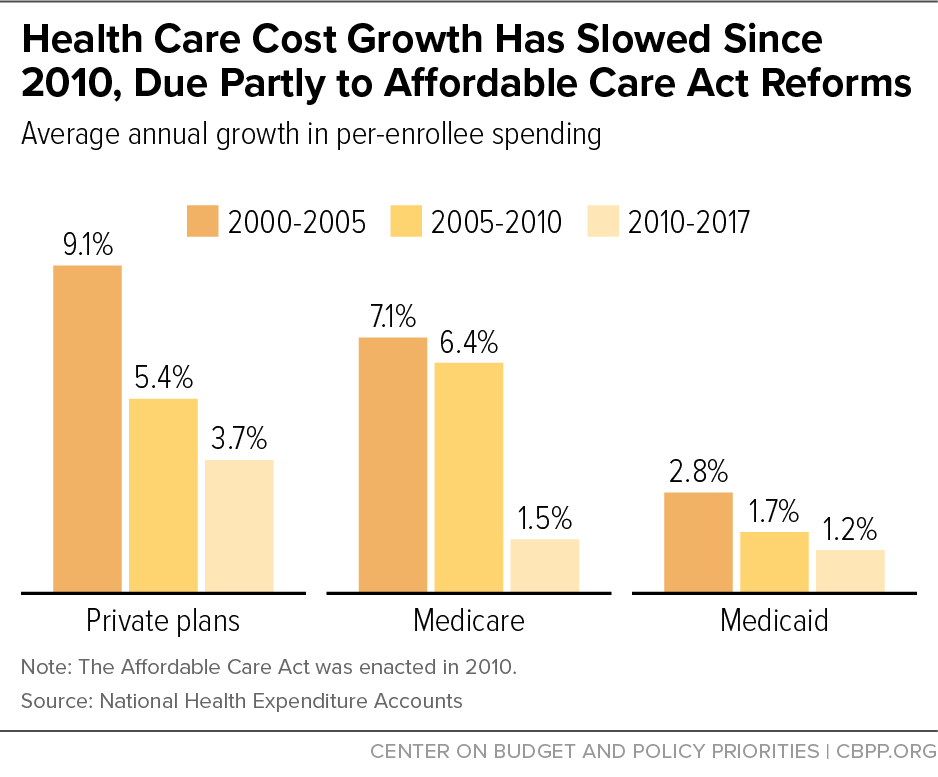 Health Care Cost Growth Has Slowed Since
2010, Due Partly to Affordable Care Act Reforms
Average annual growth in per-enrollee spending
2000-2005 2005-2010 2010-2017
9.1%
5.4%
3.7%
7.1%
6.4%
1.5%
2.8%
1.7%
1.2%
Private plans Medicare Medicaid
Note: The Affordable Care Act was enacted in 2010.
Source: National Health Expenditure Accounts
CENTER ON BUDGET AND POLICY PRIORITIES | CBPP.ORG